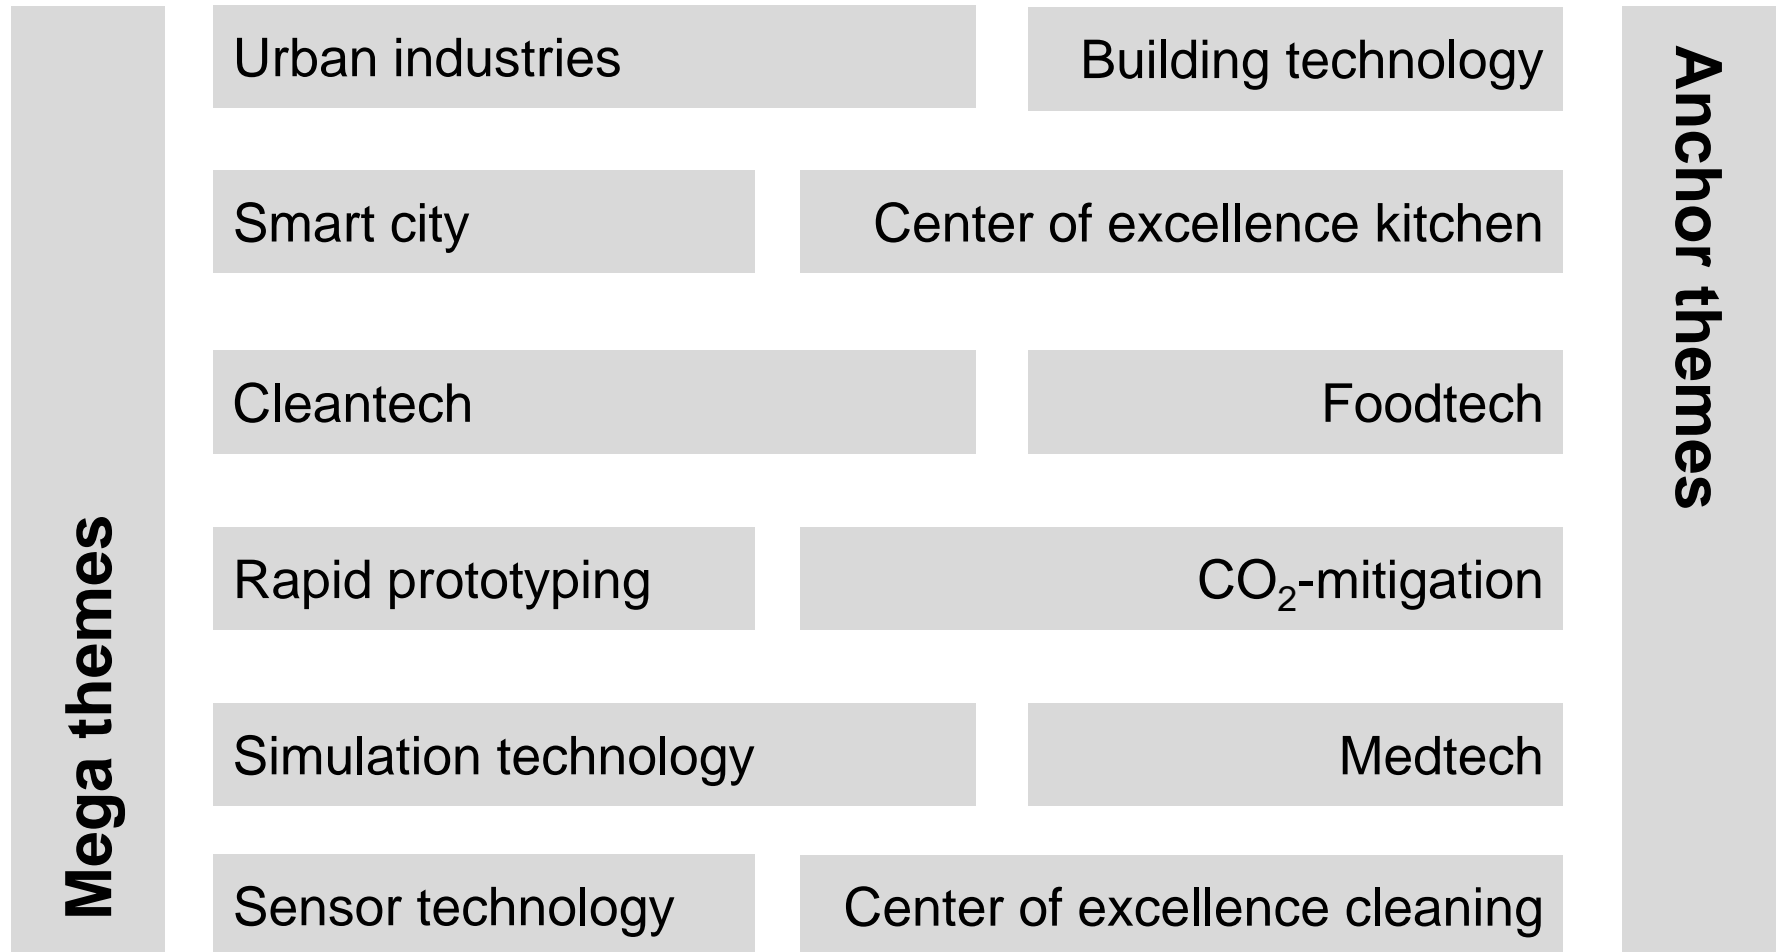 Mega themes
Urban industries
Building technology
Smart city
Center of excellence kitchen
Cleantech
Foodtech
Rapid prototyping
CO₂-mitigation
Simulation technology
Medtech
Sensor technology
Center of excellence cleaning
Anchor themes